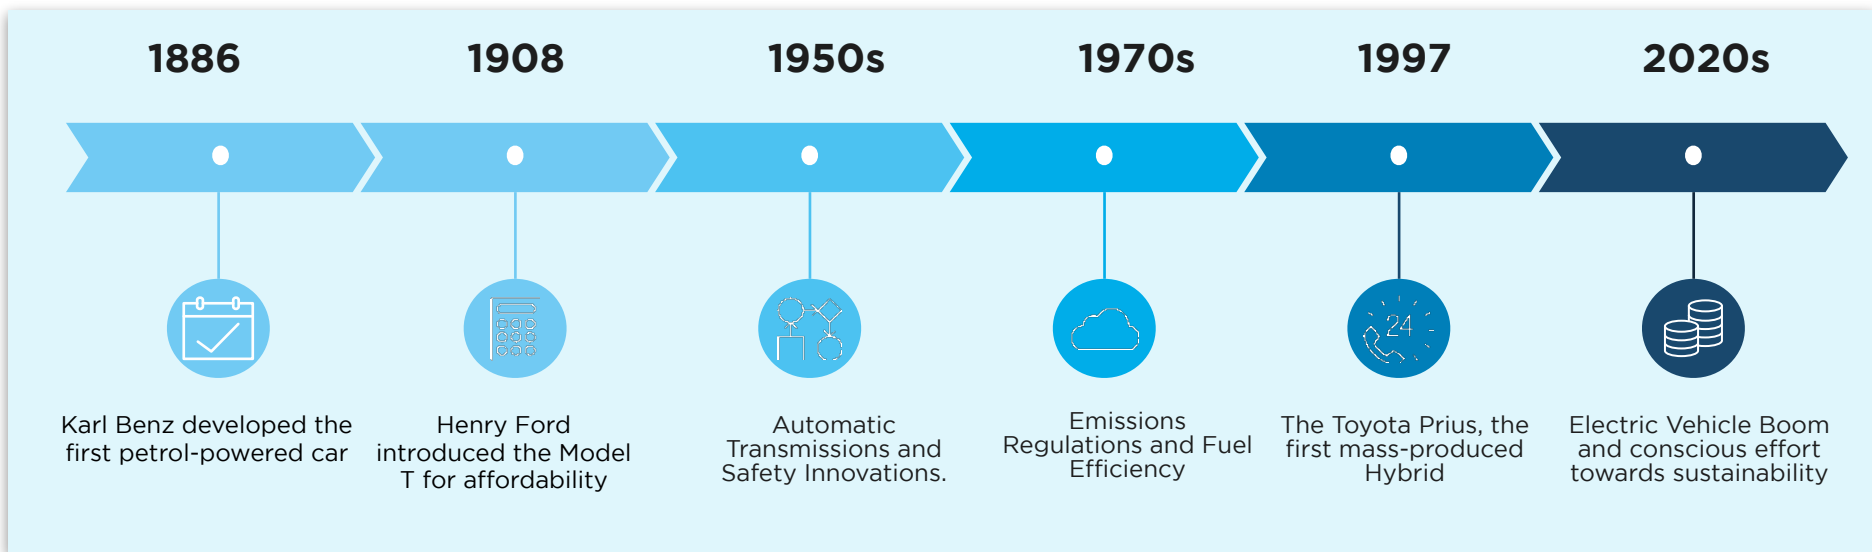 1886
1908
1950s
1970s
1997
2020s
24
Karl Benz developed the
first petrol-powered car
Henry Ford
introduced the Model
T for affordability
Automatic
Transmissions and
Safety Innovations.
Emissions
Regulations and Fuel
Efficiency
The Toyota Prius, the
first mass-produced
Hybrid
Electric Vehicle Boom
and conscious effort
towards sustainability